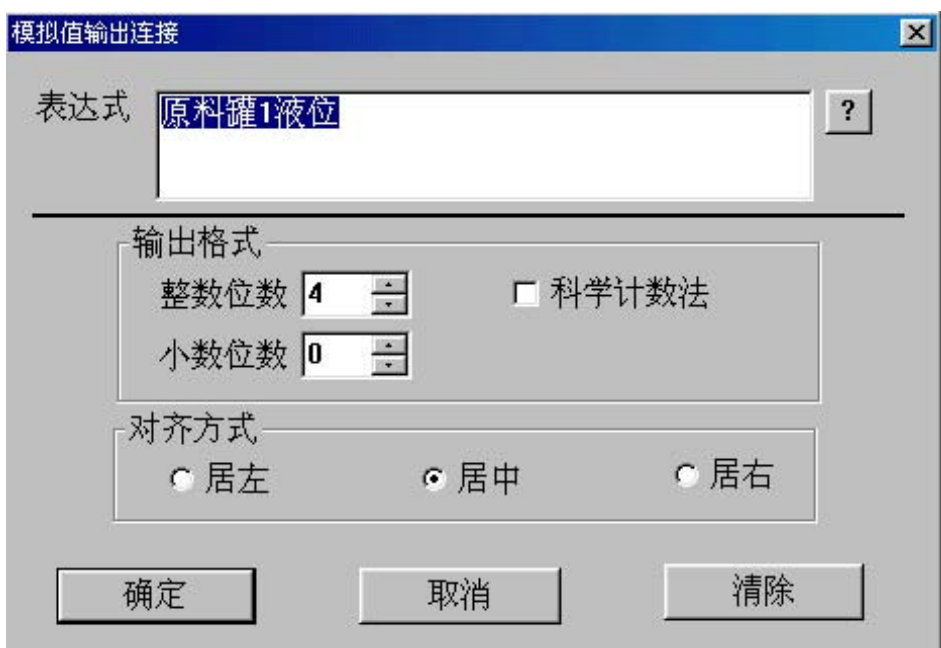 模拟值输出连接
表达式 原料罐1液位 ?
输出格式
整数位数 4 科学计数法
小数位数 0
对齐方式
居左 居中 居右
确定 取消 清除